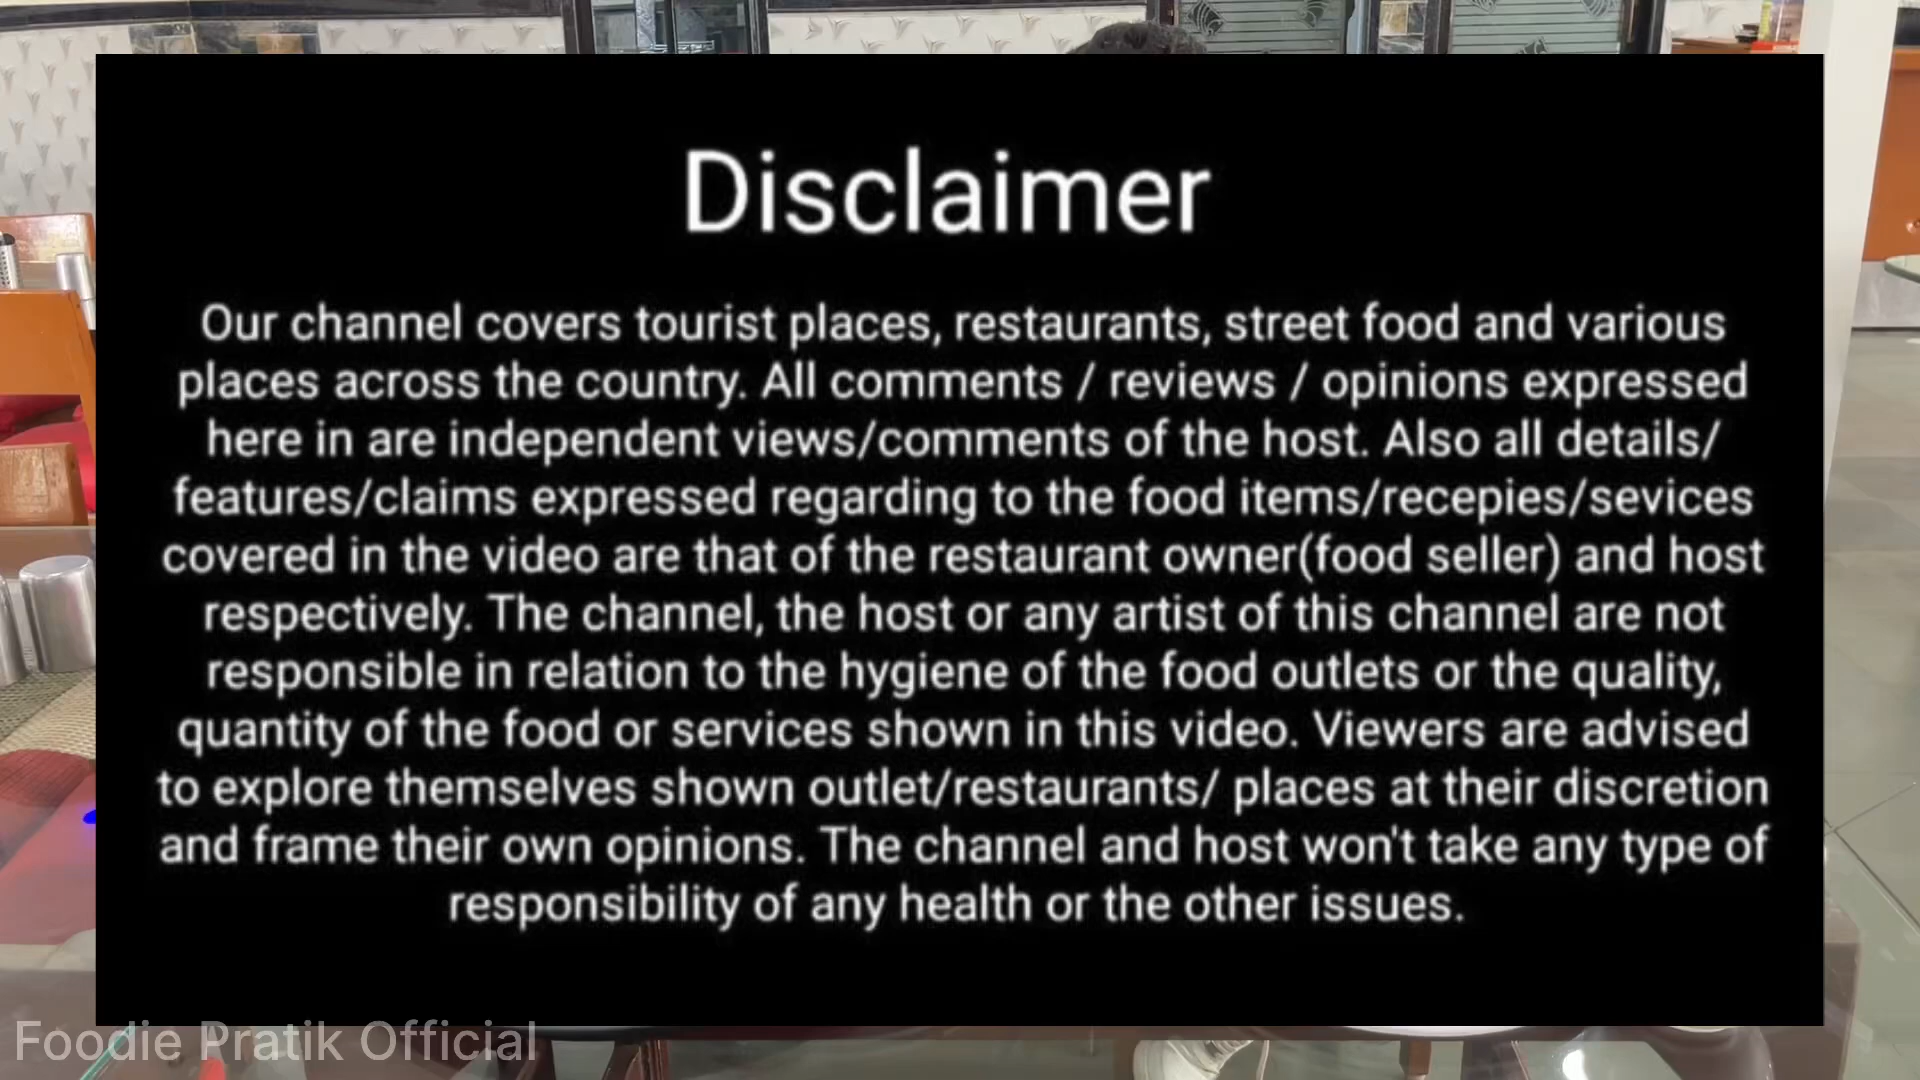 Disclaimer
Our channel covers tourist places, restaurants, street food and various
places across the country. All comments / reviews / opinions expressed
here in are independent views/comments of the host. Also all details/
features/claims expressed regarding to the food items/recepies/sevices
covered in the video are that of the restaurant owner(food seller) and host
respectively. The channel, the host or any artist of this channel are not
responsible in relation to the hygiene of the food outlets or the quality,
quantity of the food or services shown in this video. Viewers are advised
to explore themselves shown outlet/restaurants/ places at their discretion
and frame their own opinions. The channel and host won't take any type of
responsibility of any health or the other issues.
Foodie Pratik Official